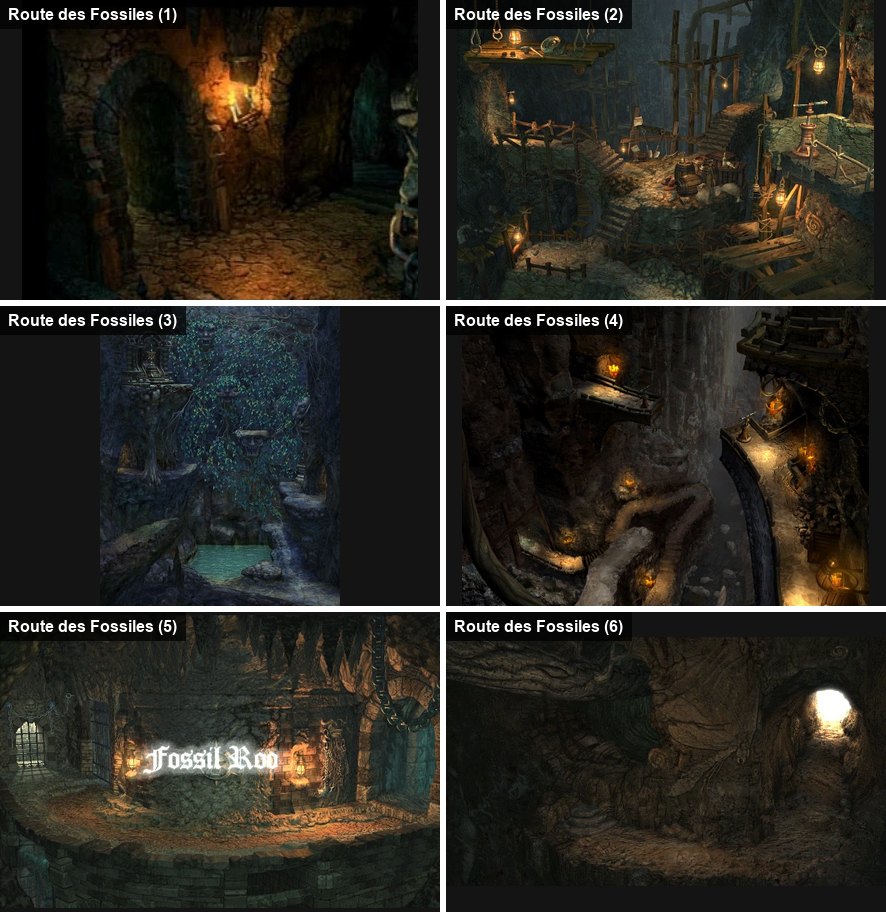 Route des Fossiles (1)
Route des Fossiles (2)
Route des Fossiles (3)
Route des Fossiles (4)
Route des Fossiles (5)
Fossil Roo
Route des Fossiles (6)